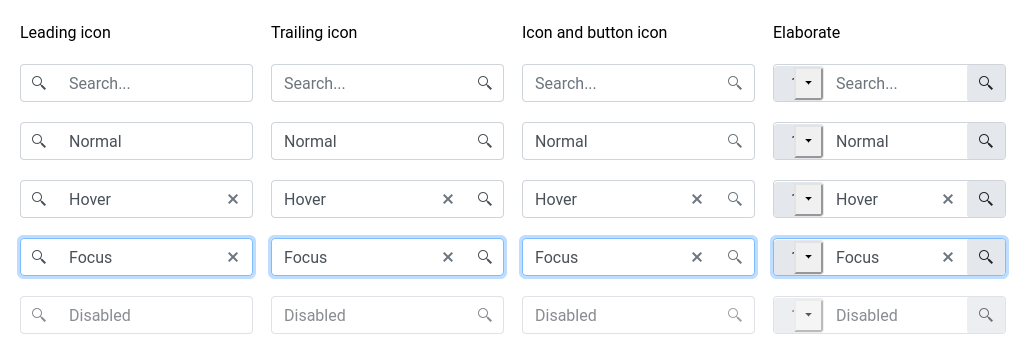 Leading icon Trailing icon Icon and button icon Elaborate
Search... Search... Search... Search...
Normal Normal Normal Normal
Hover Hover Hover Hover
Focus Focus Focus Focus
Disabled Disabled Disabled Disabled